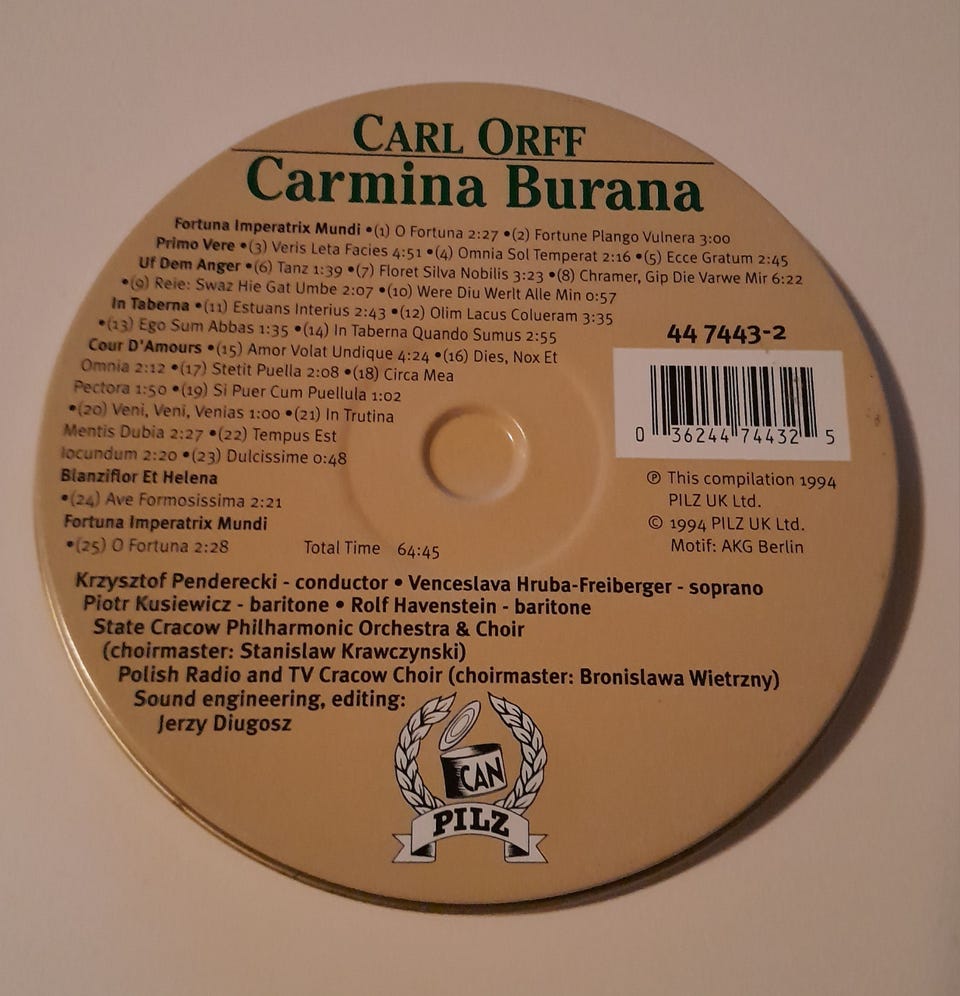 CARL ORFF
Carmina Burana
Fortuna Imperatrix Mundi •(1) O Fortuna 2:27 •(2) Fortune Plango Vulnera 3:00
Primo Vere •(3) Veris Leta Facies 4:51 •(4) Omnia Sol Temperat 2:16 •(5) Ecce Gratum 2:45
Uf Dem Anger •(6) Tanz 1:39 •(7) Floret Silva Nobilis 3:23 •(8) Chramer, Gip Die Varwe Mir 6:22
•(9) Reie: Swaz Hie Gat Umbe 2:07 •(10) Were Diu Werlt Alle Min 0:57
In Taberna •(11) Estuans Interius 2:43 •(12) Olim Lacus Colueram 3:35
•(13) Ego Sum Abbas 1:35 •(14) In Taberna Quando Sumus 2:55
Cour D'Amours •(15) Amor Volat Undique 4:24 •(16) Dies, Nox Et
Omnia 2:12 •(17) Stetit Puella 2:08 •(18) Circa Mea
Pectora 1:50 •(19) Si Puer Cum Puellula 1:02
•(20) Veni, Veni, Venias 1:00 •(21) In Trutina
Mentis Dubia 2:27 •(22) Tempus Est
Iocundum 2:20 •(23) Dulcissime 0:48
Blanziflor Et Helena
•(24) Ave Formosissima 2:21
Fortuna Imperatrix Mundi
•(25) O Fortuna 2:28 Total Time 64:45
44 7443-2
0 36244 74432 5
℗ This compilation 1994
PILZ UK Ltd.
© 1994 PILZ UK Ltd.
Motif: AKG Berlin
Krzysztof Penderecki - conductor • Venceslava Hruba-Freiberger - soprano
Piotr Kusiewicz - baritone • Rolf Havenstein - baritone
State Cracow Philharmonic Orchestra & Choir
(choirmaster: Stanislaw Krawczynski)
Polish Radio and TV Cracow Choir (choirmaster: Bronislawa Wietrzny)
Sound engineering, editing:
Jerzy Diugosz
CAN
PILZ